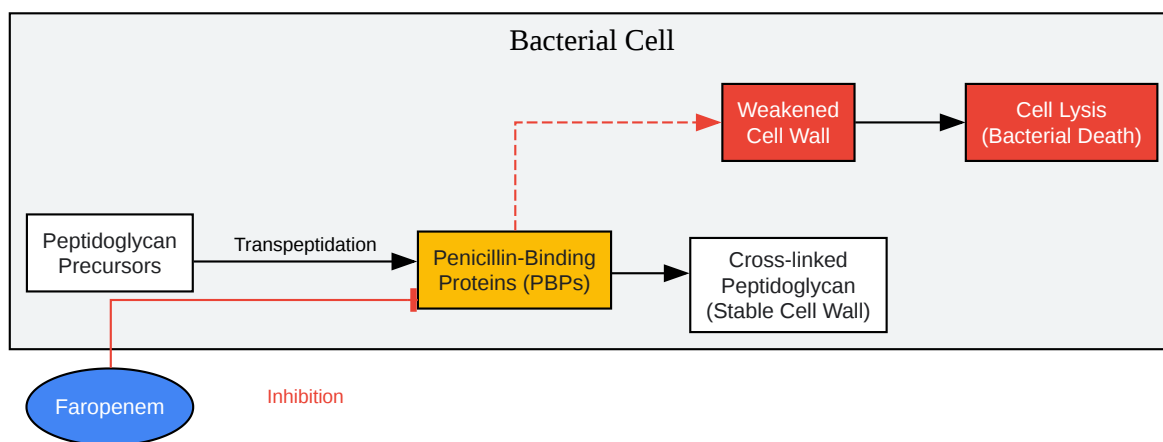 Bacterial Cell
Weakened
Cell Wall
Cell Lysis
(Bacterial Death)
Peptidoglycan
Precursors
Transpeptidation
Penicillin-Binding
Proteins (PBPs)
Cross-linked
Peptidoglycan
(Stable Cell Wall)
Faropenem
Inhibition